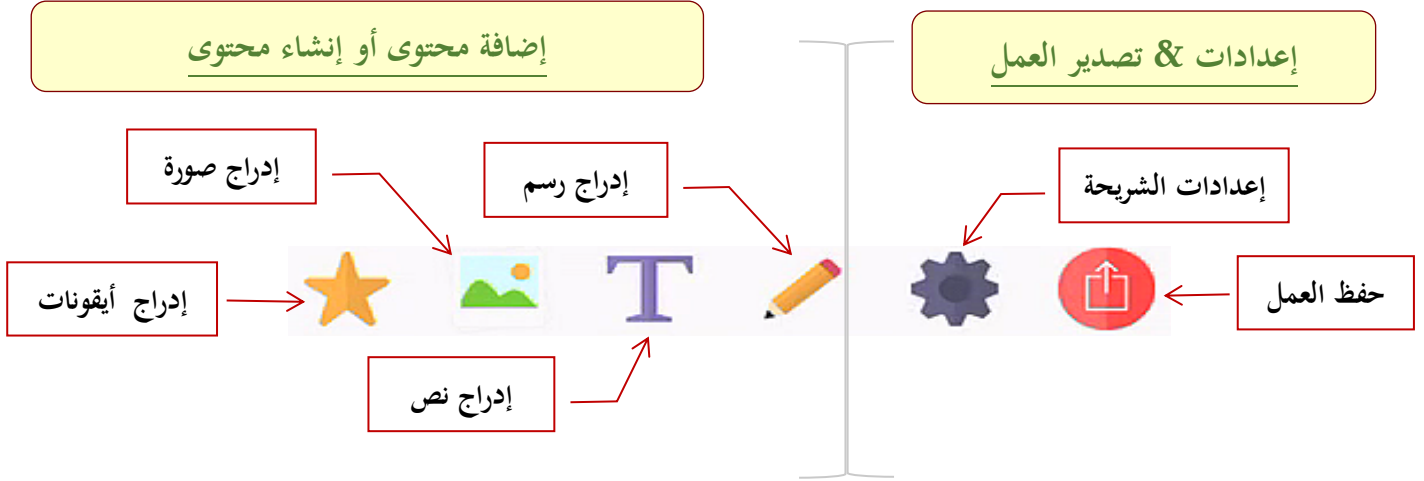 إعدادات & تصدير العمل
إضافة محتوى أو إنشاء محتوى
إعدادات الشريحة
إدراج رسم
إدراج صورة
حفظ العمل
إدراج أيقونات
إدراج نص